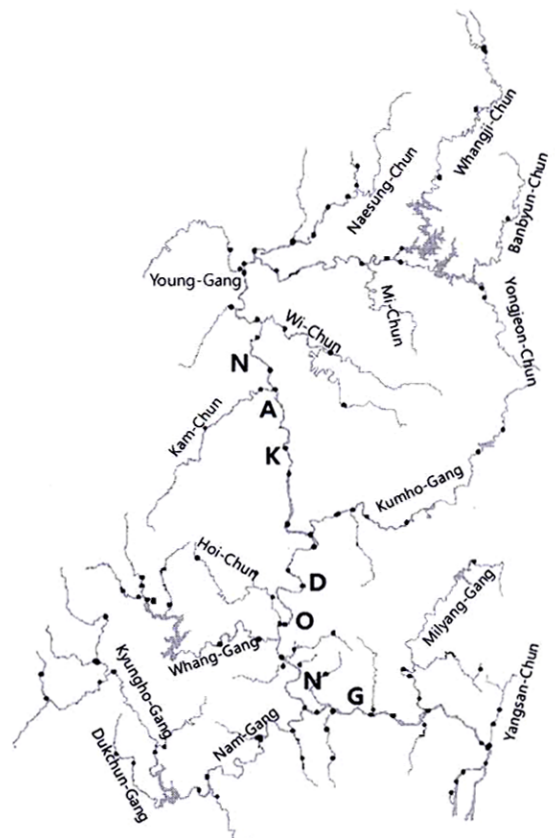 Whangji-Chun
Naesung-Chun
Banbyun-Chun
Young-Gang
Mi-Chun
Yongjeon-Chun
Wi-Chun
N
A
Kam-Chun
K
Kumho-Gang
Hoi-Chun
D
Milyang-Gang
O
Whang-Gang
Kyungho-Gang
N
G
Yangsan-Chun
Nam-Gang
Dukchun-Gang